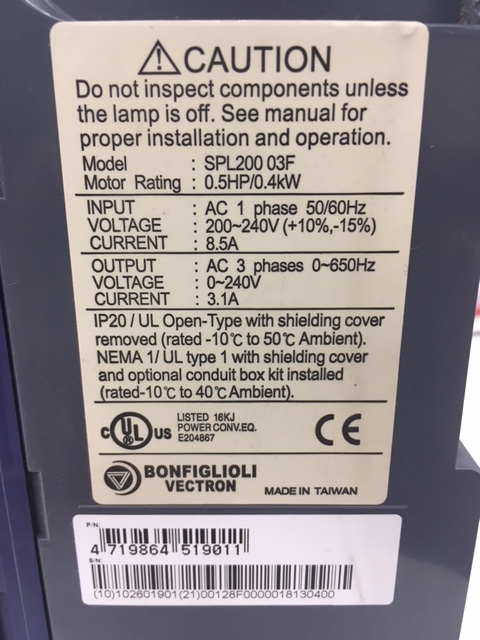 ⚠CAUTION
Do not inspect components unless
the lamp is off. See manual for
proper installation and operation.
Model : SPL200 03F
Motor Rating : 0.5HP/0.4kW
INPUT : AC 1 phase 50/60Hz
VOLTAGE : 200~240V (+10%,-15%)
CURRENT : 8.5A
OUTPUT : AC 3 phases 0~650Hz
VOLTAGE : 0~240V
CURRENT : 3.1A
IP20 / UL Open-Type with shielding cover
removed (rated -10℃ to 50℃ Ambient).
NEMA 1/ UL type 1 with shielding cover
and optional conduit box kit installed
(rated-10℃ to 40℃ Ambient).
c UL US LISTED 16KJ
POWER CONV.EQ.
E204867
CE
BONFIGLIOLI
VECTRON
MADE IN TAIWAN
P/N:
4 719864 519011
S/N:
(10)102601901(21)00128F0000018130400